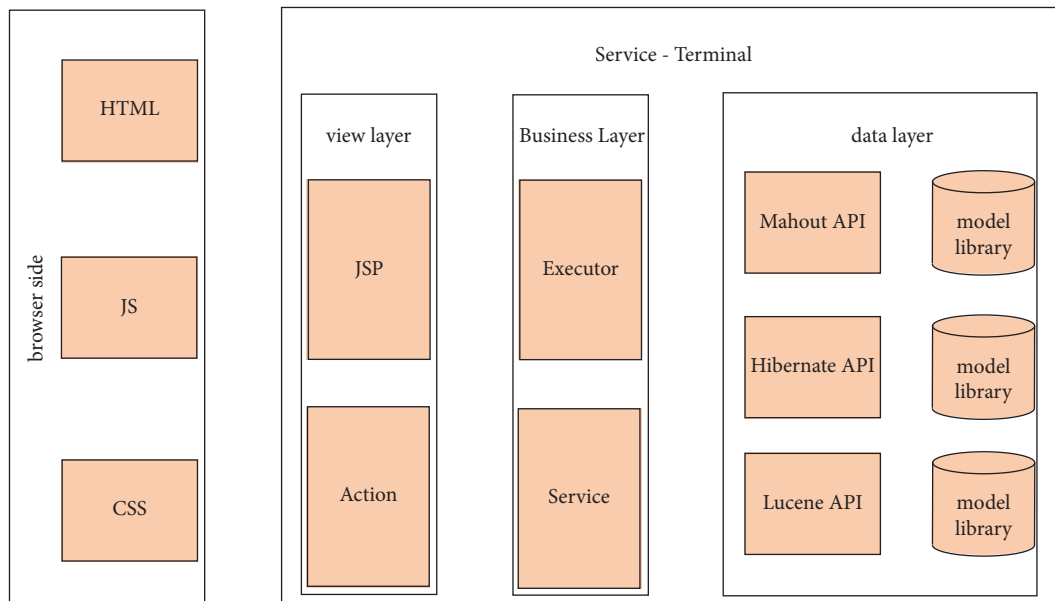 browser side
HTML
JS
CSS
Service - Terminal
view layer
JSP
Action
Business Layer
Executor
Service
data layer
Mahout API
model
library
Hibernate API
model
library
Lucene API
model
library